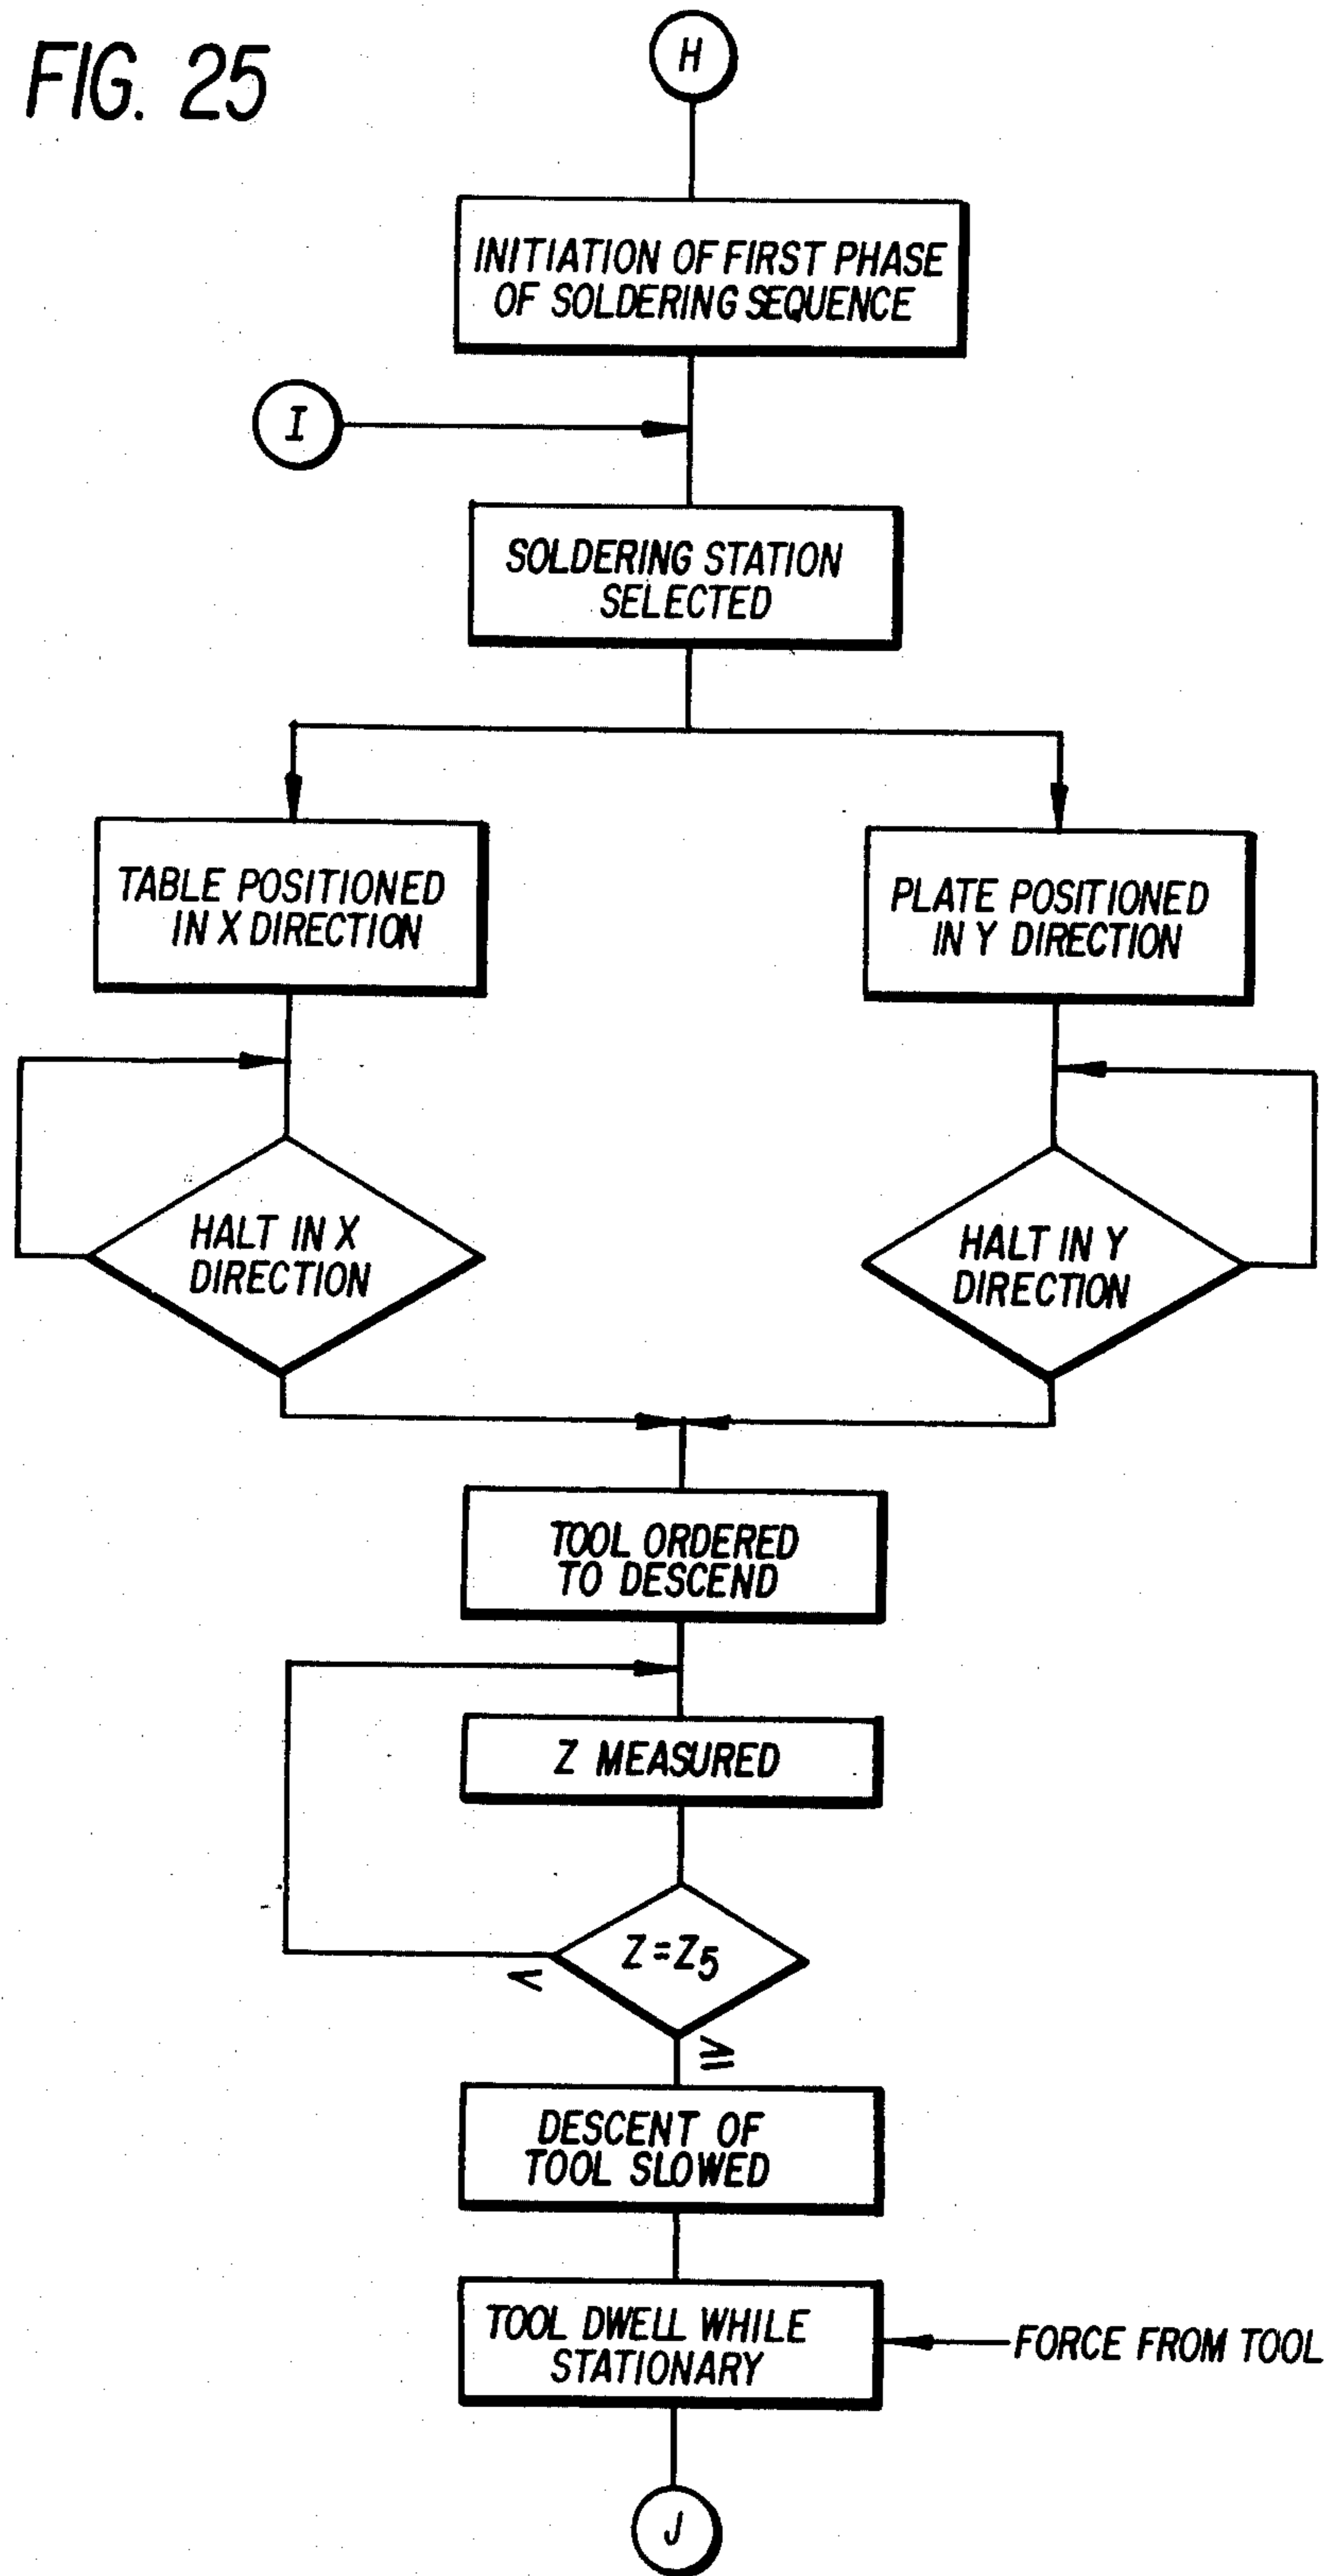 FIG. 25
H
INITIATION OF FIRST PHASE
OF SOLDERING SEQUENCE
I
SOLDERING STATION
SELECTED
TABLE POSITIONED
IN X DIRECTION
PLATE POSITIONED
IN Y DIRECTION
HALT IN X
DIRECTION
HALT IN Y
DIRECTION
TOOL ORDERED
TO DESCEND
Z MEASURED
Z=Z5
<
≥
DESCENT OF
TOOL SLOWED
TOOL DWELL WHILE
STATIONARY
FORCE FROM TOOL
J